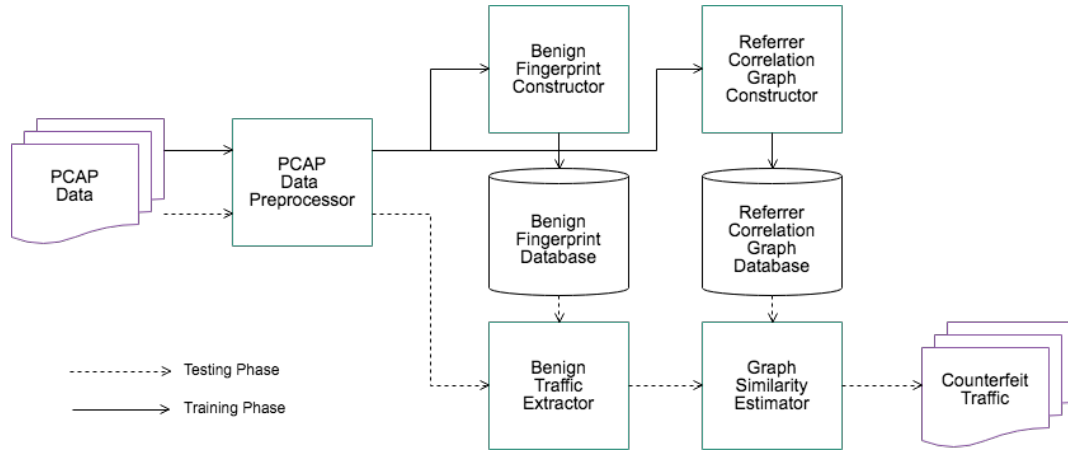 Benign
Fingerprint
Constructor
Referrer
Correlation
Graph
Constructor
PCAP
Data
PCAP
Data
Preprocessor
Benign
Fingerprint
Database
Referrer
Correlation
Graph
Database
Testing Phase
Training Phase
Benign
Traffic
Extractor
Graph
Similarity
Estimator
Counterfeit
Traffic